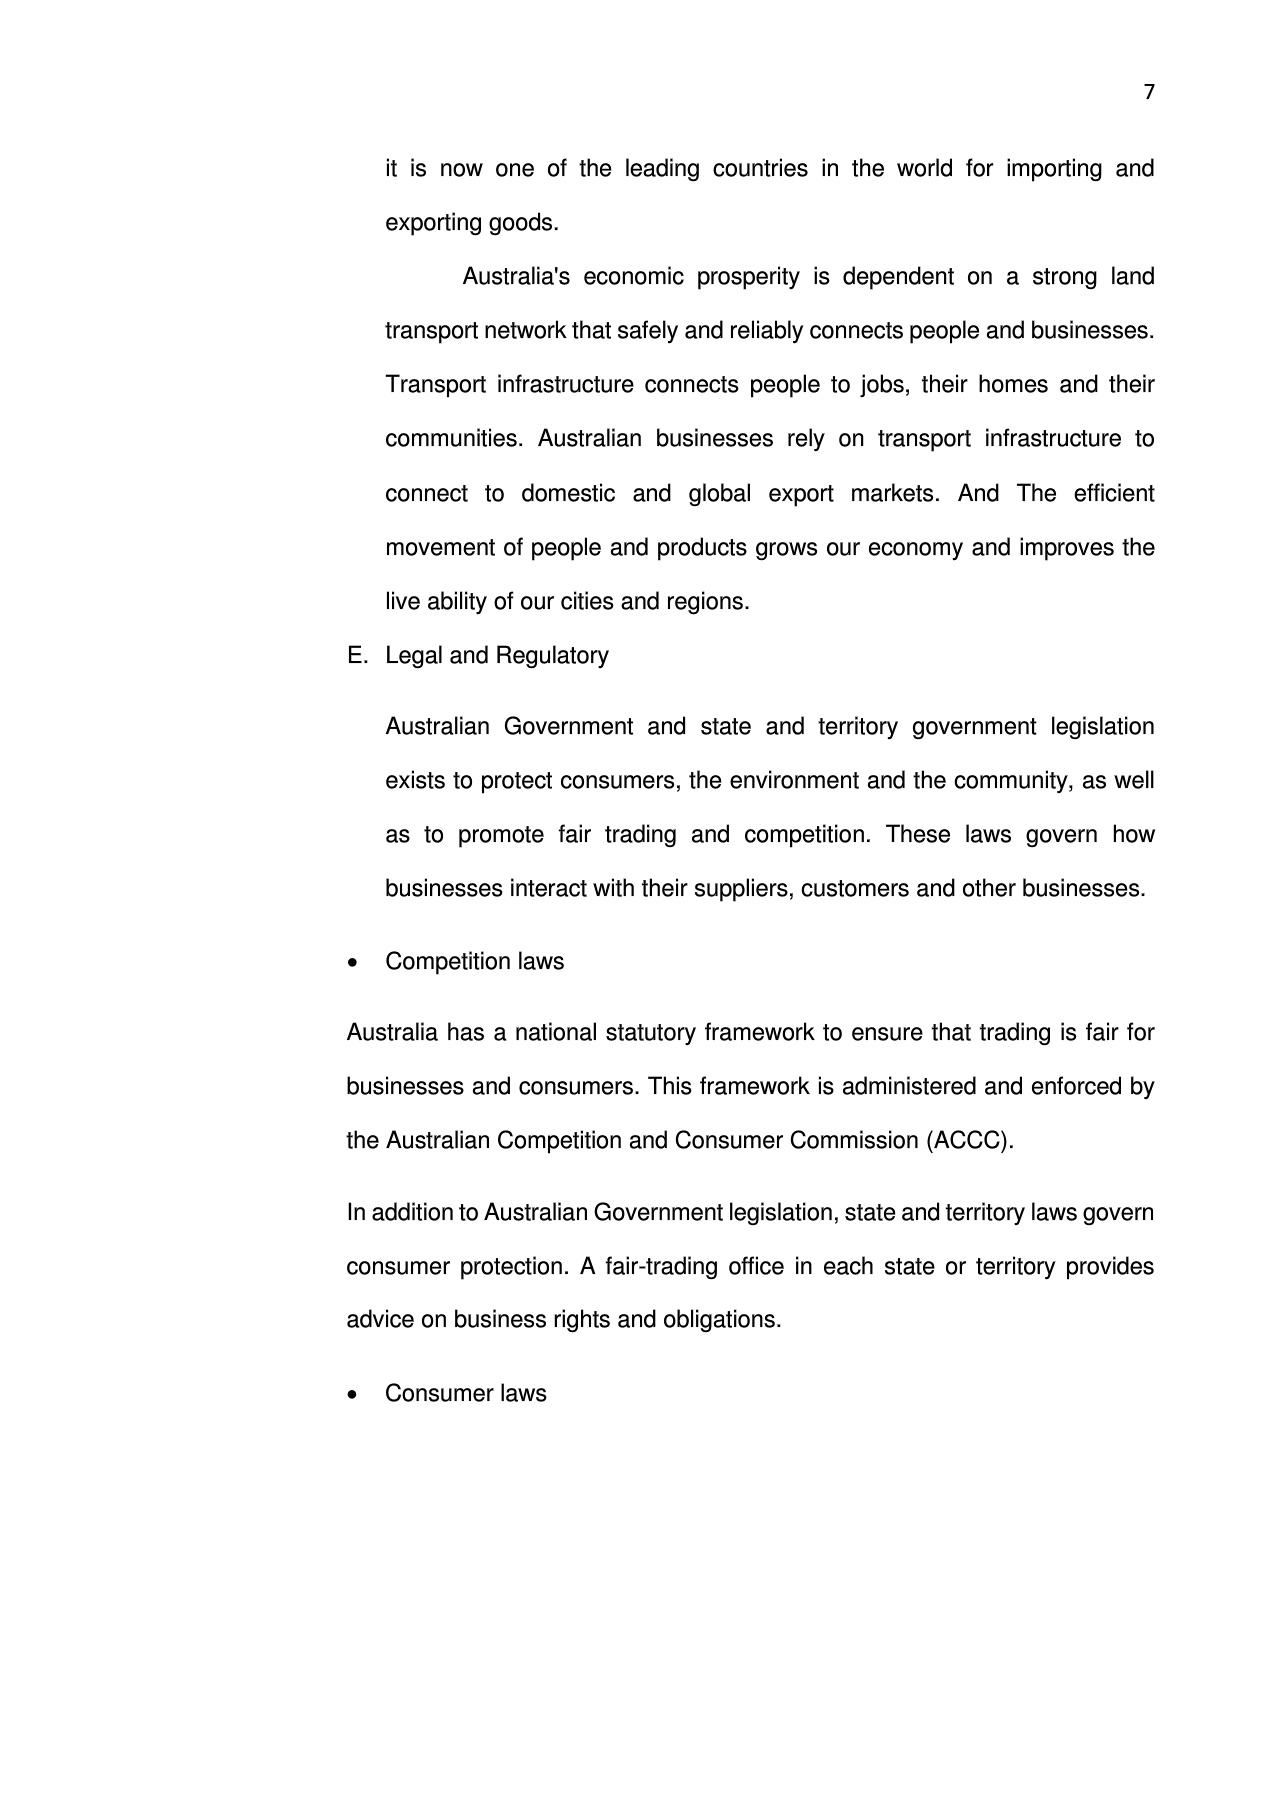 7
it is now one of the leading countries in the world for importing and
exporting goods.
Australia's economic prosperity is dependent on a strong land
transport network that safely and reliably connects people and businesses.
Transport infrastructure connects people to jobs, their homes and their
communities. Australian businesses rely on transport infrastructure to
connect to domestic and global export markets. And The efficient
movement of people and products grows our economy and improves the
live ability of our cities and regions.
E. Legal and Regulatory
Australian Government and state and territory government legislation
exists to protect consumers, the environment and the community, as well
as to promote fair trading and competition. These laws govern how
businesses interact with their suppliers, customers and other businesses.
• Competition laws
Australia has a national statutory framework to ensure that trading is fair for
businesses and consumers. This framework is administered and enforced by
the Australian Competition and Consumer Commission (ACCC).
In addition to Australian Government legislation, state and territory laws govern
consumer protection. A fair-trading office in each state or territory provides
advice on business rights and obligations.
• Consumer laws